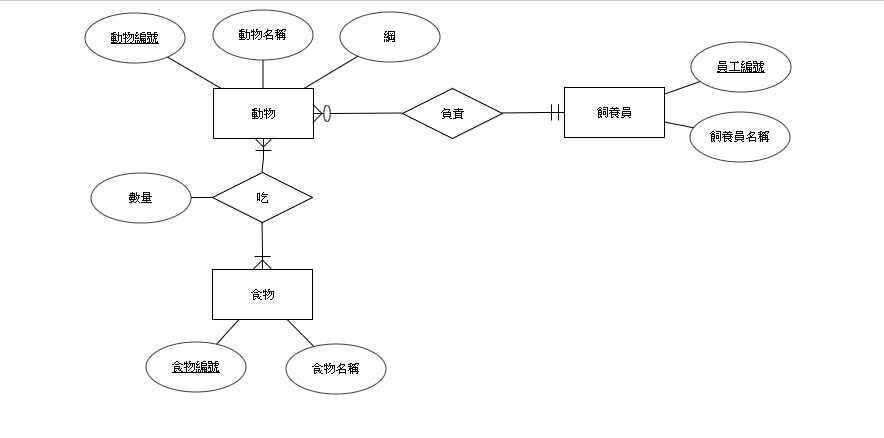 動物編號
動物名稱
綱
員工編號
動物
負責
飼養員
飼養員名稱
數量
吃
食物
食物編號
食物名稱